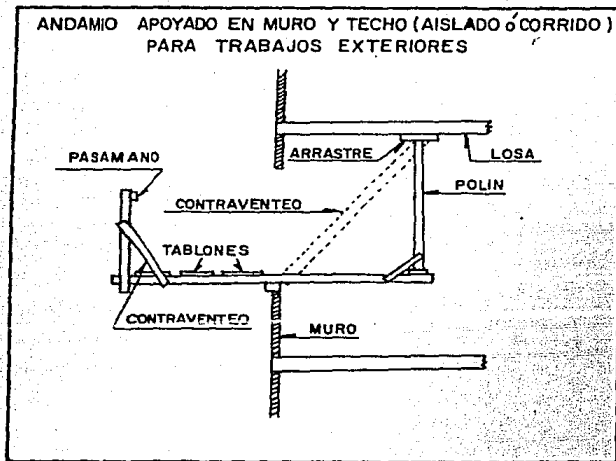 ANDAMIO APOYADO EN MURO Y TECHO (AISLADO ó CORRIDO)
PARA TRABAJOS EXTERIORES
PASAMANO
ARRASTRE
LOSA
POLIN
CONTRAVENTEO
TABLONES
CONTRAVENTEO
MURO